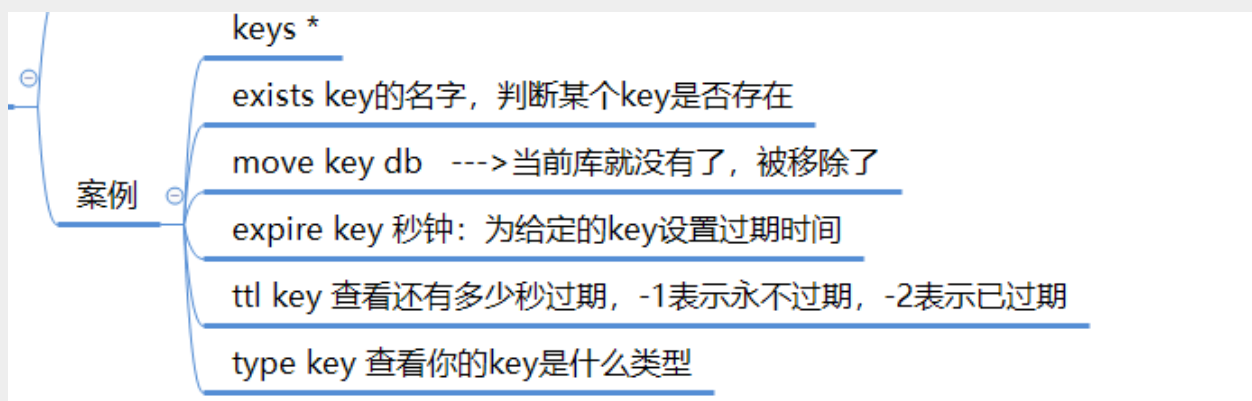 keys *
exists key的名字，判断某个key是否存在
move key db   --->当前库就没有了，被移除了
案例
expire key 秒钟：为给定的key设置过期时间
ttl key 查看还有多少秒过期，-1表示永不过期，-2表示已过期
type key 查看你的key是什么类型